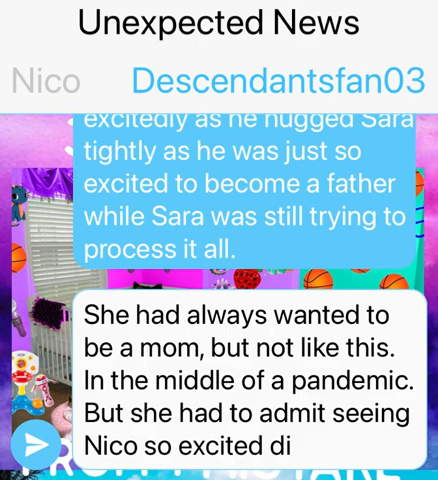 Unexpected News
Nico Descendantsfan03
excitedly as he hugged Sara
tightly as he was just so
excited to become a father
while Sara was still trying to
process it all.
She had always wanted to
be a mom, but not like this.
In the middle of a pandemic.
But she had to admit seeing
Nico so excited di